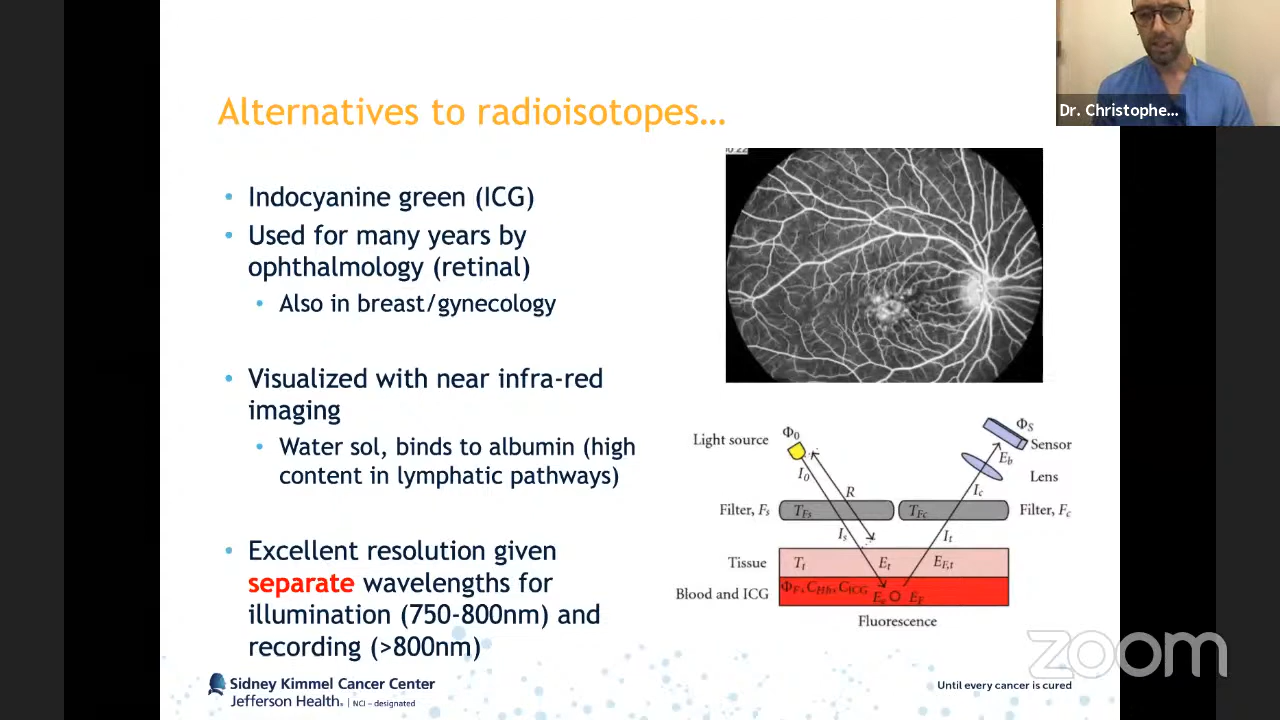 Dr. Christophe...
Alternatives to radioisotopes…
Indocyanine green (ICG)
Used for many years by
ophthalmology (retinal)
Also in breast/gynecology
Visualized with near infra-red
imaging
Water sol, binds to albumin (high
content in lymphatic pathways)
Excellent resolution given
separate wavelengths for
illumination (750-800nm) and
recording (>800nm)
Light source
Φ0
ΦS
Sensor
Eb
Lens
I0
R
Ic
Filter, Fs
TFs
TFc
Filter, Fc
Is
It
Tissue
Tt
Et
EF,t
Blood and ICG
ΦF, CHb, CICG
Ee
EF
Fluorescence
zoom
Sidney Kimmel Cancer Center
Jefferson Health. | NCI – designated
Until every cancer is cured